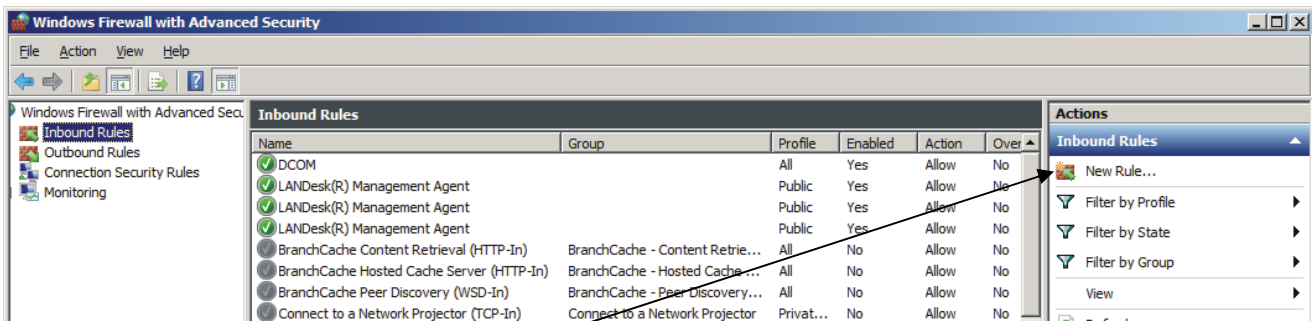 Windows Firewall with Advanced Security
File Action View Help
Windows Firewall with Advanced Secu
Inbound Rules
Outbound Rules
Connection Security Rules
Monitoring
Inbound Rules
Name Group Profile Enabled Action Over
DCOM All Yes Allow No
LANDesk(R) Management Agent Public Yes Allow No
LANDesk(R) Management Agent Public Yes Allow No
LANDesk(R) Management Agent Public Yes Allow No
BranchCache Content Retrieval (HTTP-In) BranchCache - Content Retrie... All No Allow No
BranchCache Hosted Cache Server (HTTP-In) BranchCache - Hosted Cache ... All No Allow No
BranchCache Peer Discovery (WSD-In) BranchCache - Peer Discovery... All No Allow No
Connect to a Network Projector (TCP-In) Connect to a Network Projector Privat... No Allow No
Actions
Inbound Rules
New Rule...
Filter by Profile
Filter by State
Filter by Group
View